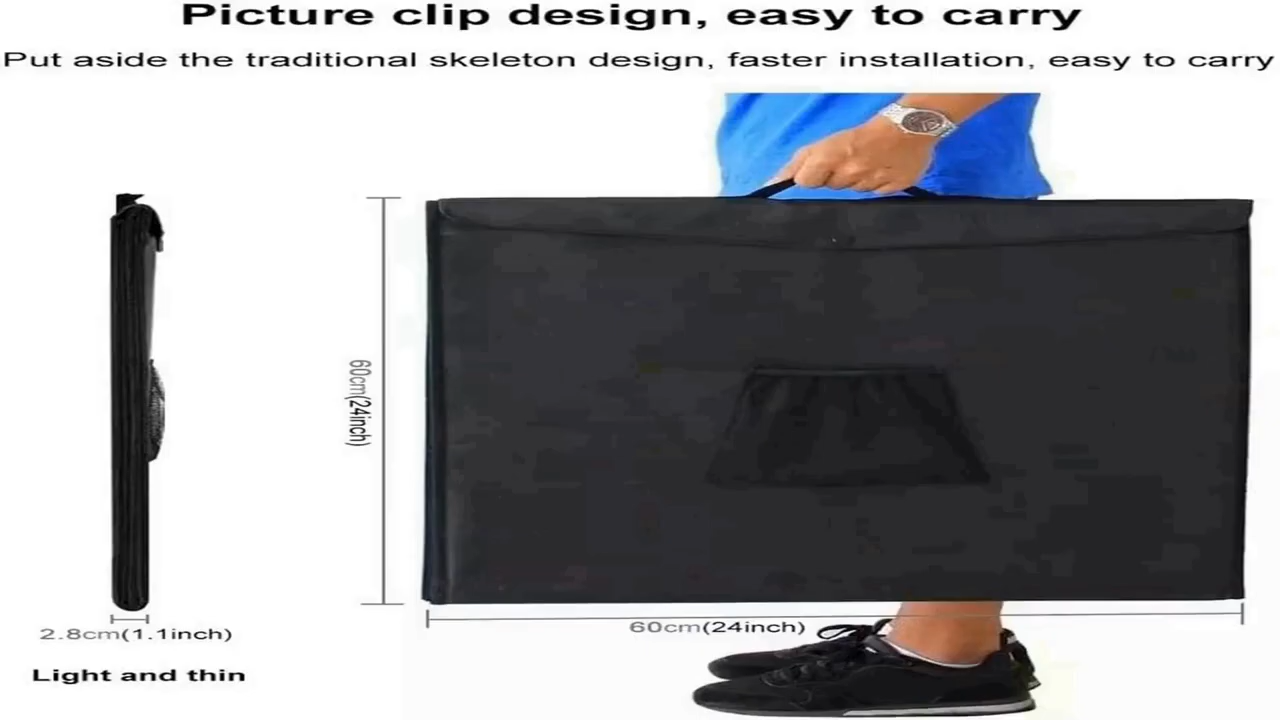 Picture clip design, easy to carry
Put aside the traditional skeleton design, faster installation, easy to carry
60cm(24inch)
2.8cm(1.1inch)
60cm(24inch)
Light and thin